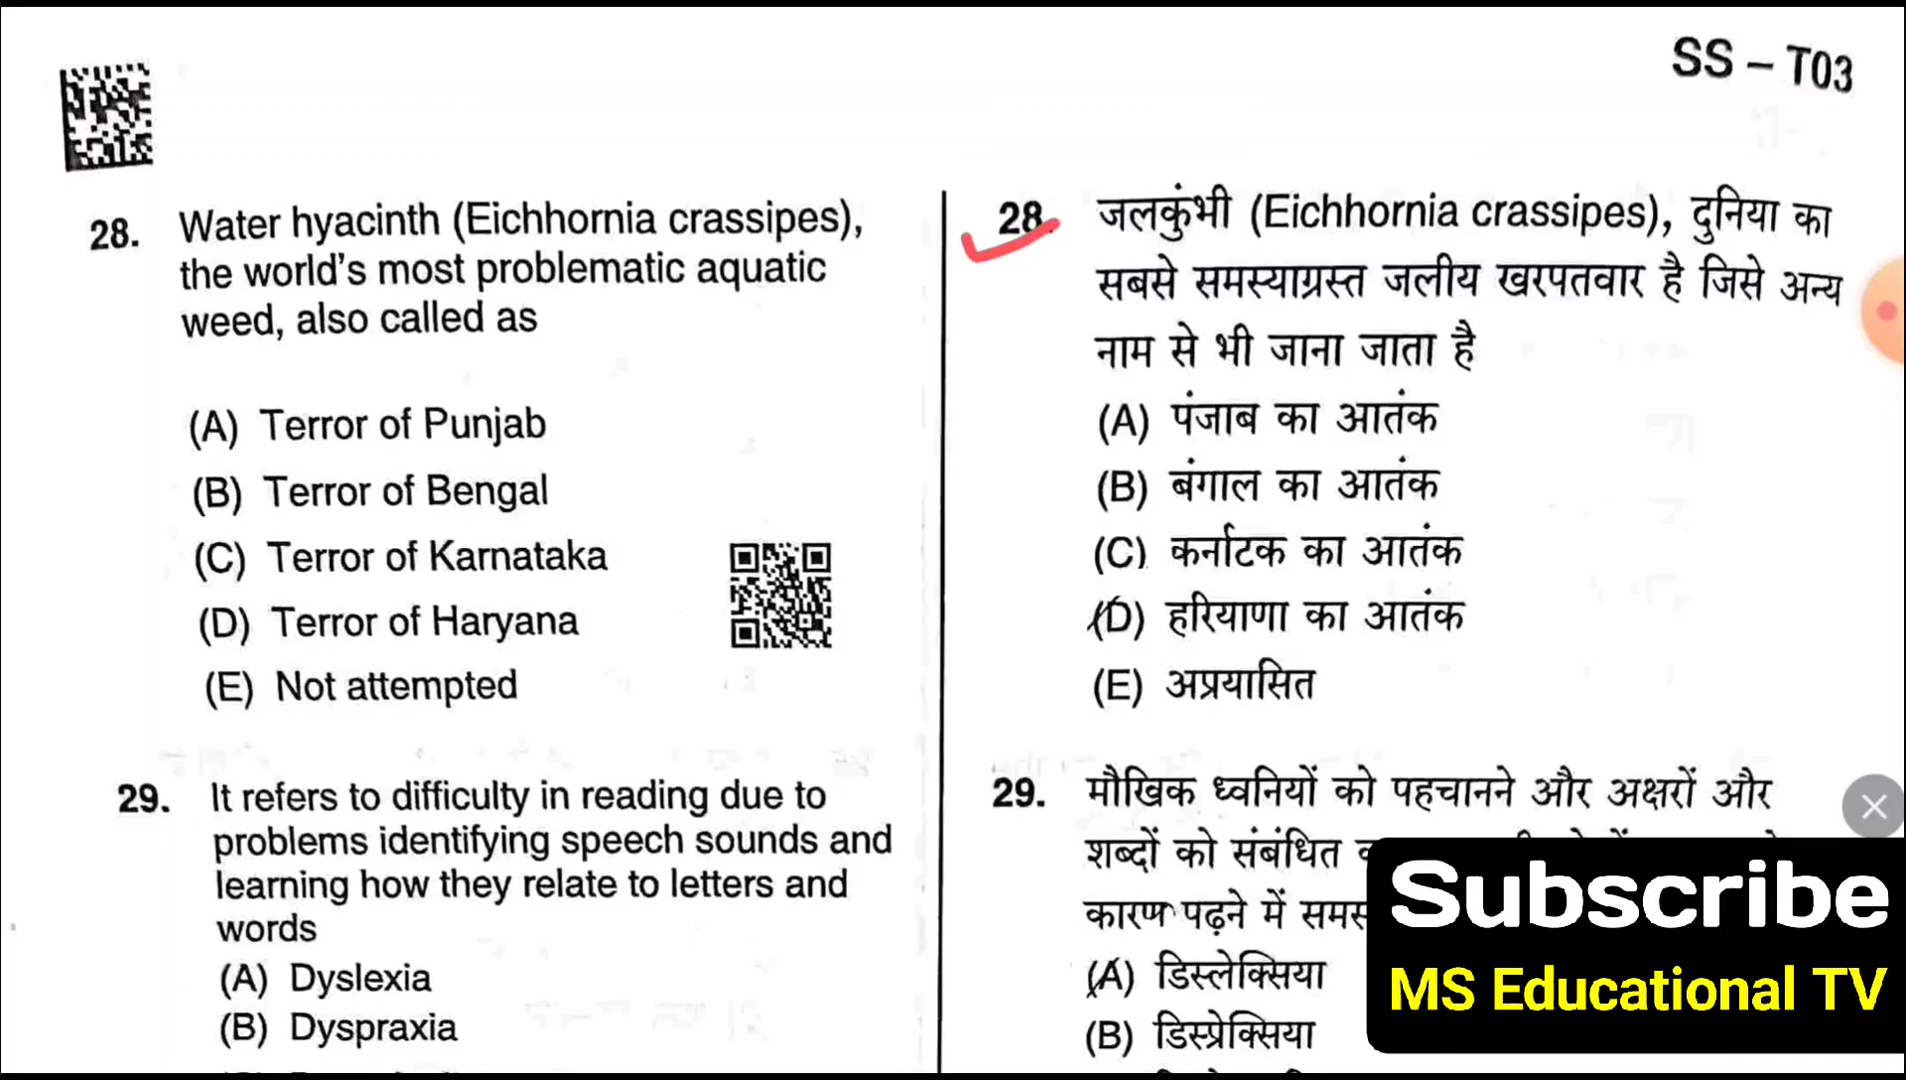 SS – T03
28. Water hyacinth (Eichhornia crassipes),
the world's most problematic aquatic
weed, also called as
(A) Terror of Punjab
(B) Terror of Bengal
(C) Terror of Karnataka
(D) Terror of Haryana
(E) Not attempted
29. It refers to difficulty in reading due to
problems identifying speech sounds and
learning how they relate to letters and
words
(A) Dyslexia
(B) Dyspraxia
28. जलकुंभी (Eichhornia crassipes), दुनिया का
सबसे समस्याग्रस्त जलीय खरपतवार है जिसे अन्य
नाम से भी जाना जाता है
(A) पंजाब का आतंक
(B) बंगाल का आतंक
(C) कर्नाटक का आतंक
(D) हरियाणा का आतंक
(E) अप्रयासित
29. मौखिक ध्वनियों को पहचानने और अक्षरों और
शब्दों को संबंधित
कारण पढ़ने में
(A) डिस्लेक्सिया
(B) डिस्प्रेक्सिया
Subscribe
MS Educational TV